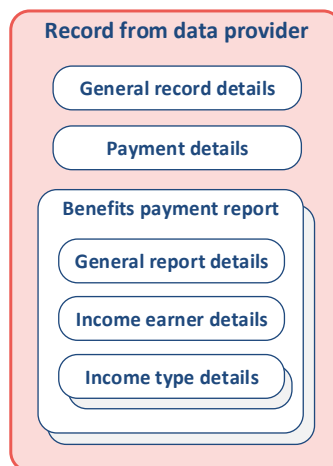 Record from data provider
General record details
Payment details
Benefits payment report
General report details
Income earner details
Income type details